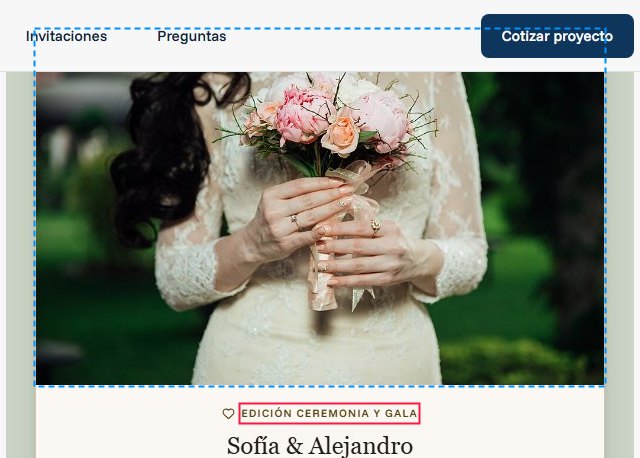 Invitaciones
Preguntas
Cotizar proyecto
EDICIÓN CEREMONIA Y GALA
Sofía & Alejandro